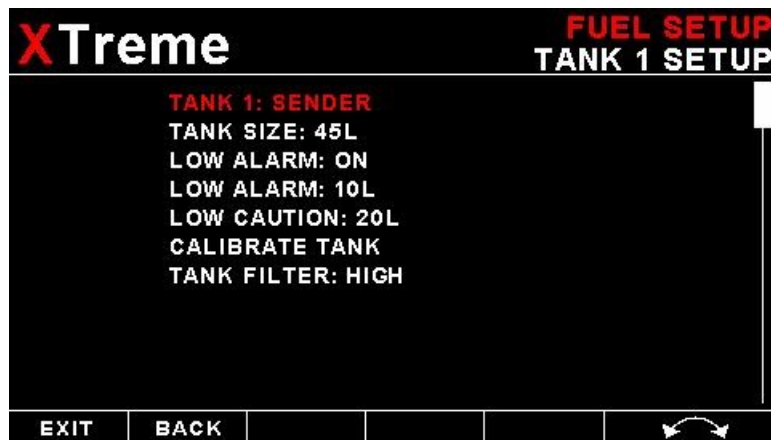 XTreme
FUEL SETUP
TANK 1 SETUP
TANK 1: SENDER
TANK SIZE: 45L
LOW ALARM: ON
LOW ALARM: 10L
LOW CAUTION: 20L
CALIBRATE TANK
TANK FILTER: HIGH
EXIT BACK